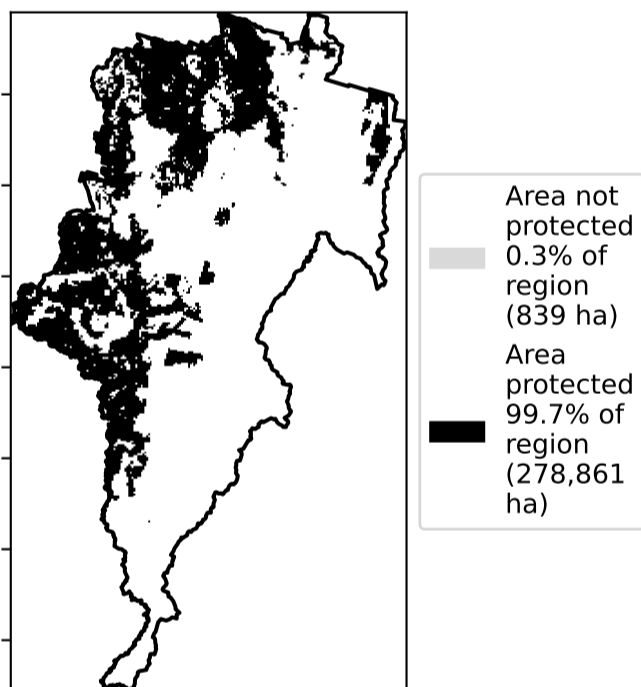 Area not
protected
0.3% of
region
(839 ha)
Area
protected
99.7% of
region
(278,861
ha)